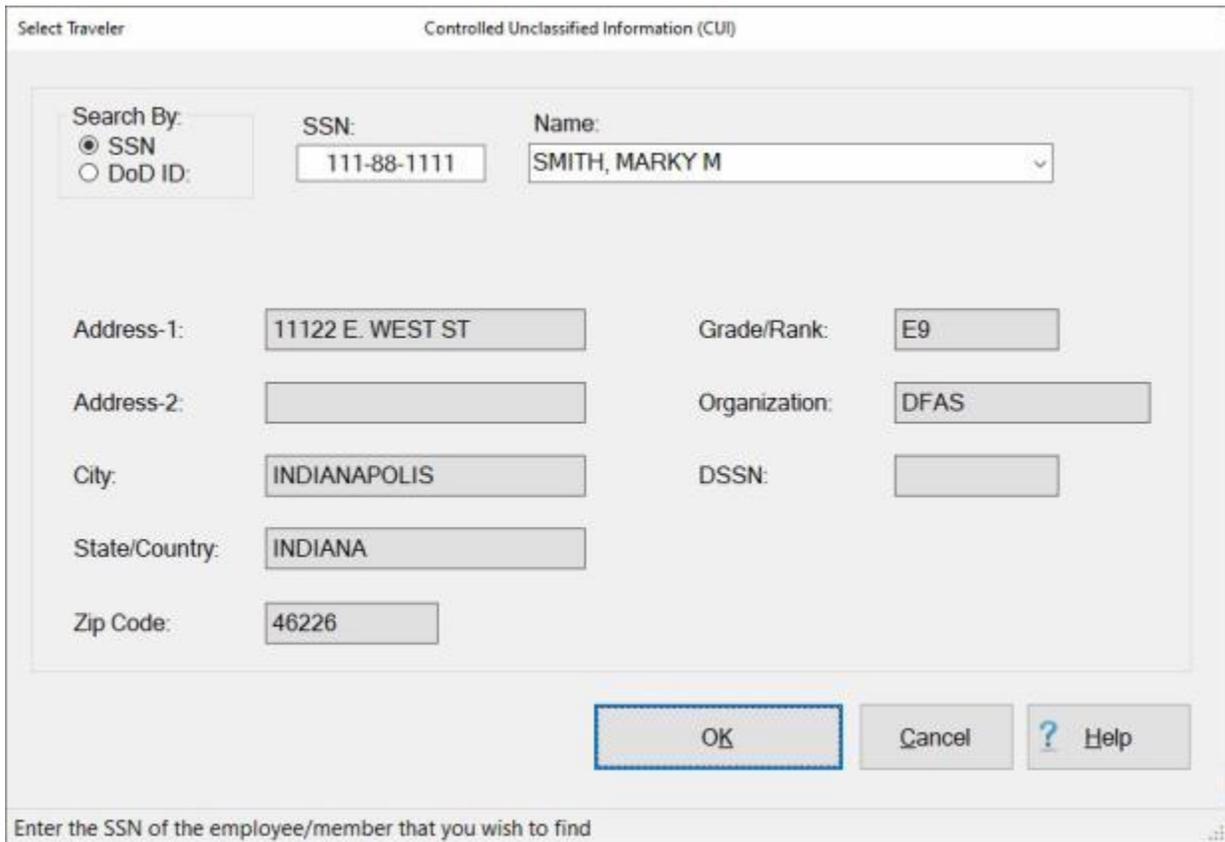 Select Traveler Controlled Unclassified Information (CUI)
Search By:
SSN
DoD ID:
SSN:
111-88-1111
Name:
SMITH, MARKY M
Address-1: 11122 E. WEST ST
Grade/Rank: E9
Address-2:
Organization: DFAS
City: INDIANAPOLIS
DSSN:
State/Country: INDIANA
Zip Code: 46226
OK Cancel ? Help
Enter the SSN of the employee/member that you wish to find